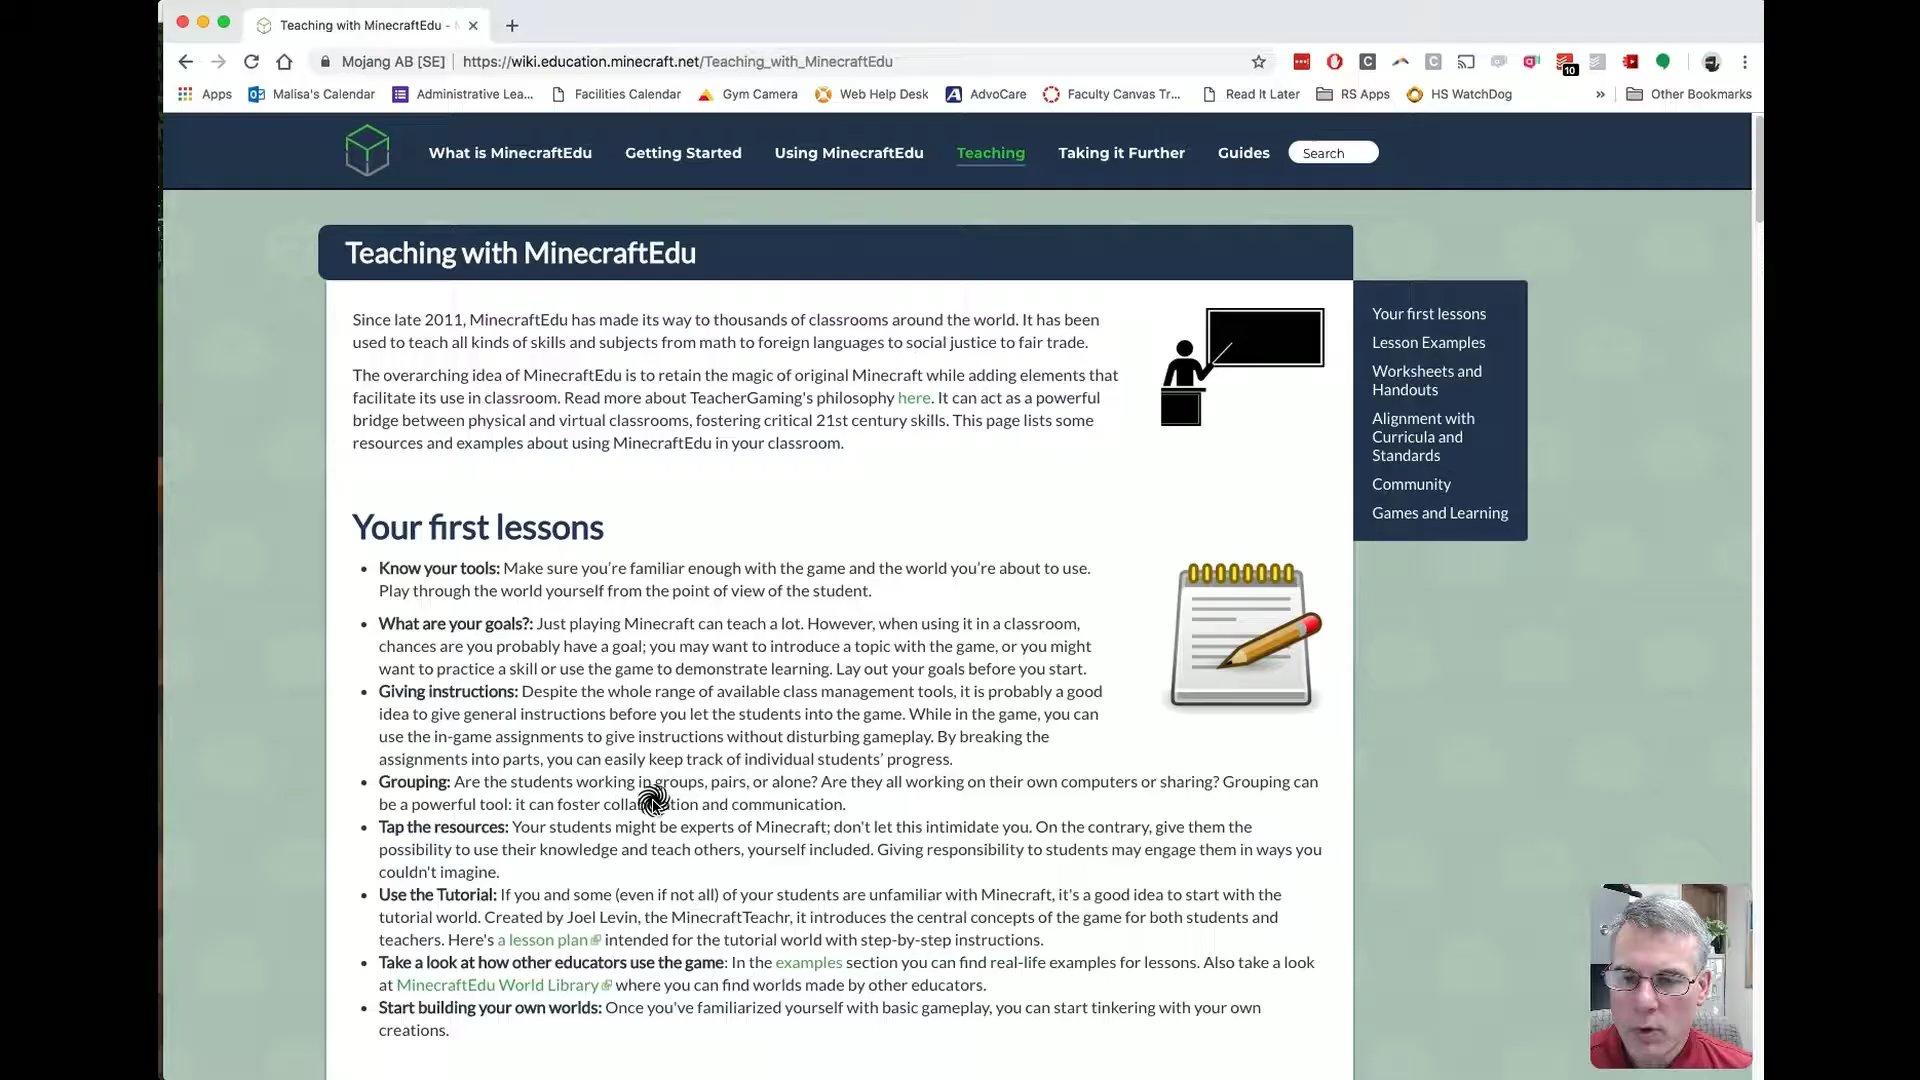 Teaching with MinecraftEdu -
Mojang AB [SE] https://wiki.education.minecraft.net/Teaching_with_MinecraftEdu
10
Apps Malisa's Calendar Administrative Lea... Facilities Calendar Gym Camera Web Help Desk AdvoCare Faculty Canvas Tr... Read It Later RS Apps HS WatchDog » Other Bookmarks
What is MinecraftEdu Getting Started Using MinecraftEdu Teaching Taking it Further Guides Search
Teaching with MinecraftEdu
Since late 2011, MinecraftEdu has made its way to thousands of classrooms around the world. It has been
used to teach all kinds of skills and subjects from math to foreign languages to social justice to fair trade.
The overarching idea of MinecraftEdu is to retain the magic of original Minecraft while adding elements that
facilitate its use in classroom. Read more about TeacherGaming's philosophy here. It can act as a powerful
bridge between physical and virtual classrooms, fostering critical 21st century skills. This page lists some
resources and examples about using MinecraftEdu in your classroom.
Your first lessons
Lesson Examples
Worksheets and
Handouts
Alignment with
Curricula and
Standards
Community
Games and Learning
Your first lessons
• Know your tools: Make sure you’re familiar enough with the game and the world you’re about to use.
Play through the world yourself from the point of view of the student.
• What are your goals?: Just playing Minecraft can teach a lot. However, when using it in a classroom,
chances are you probably have a goal; you may want to introduce a topic with the game, or you might
want to practice a skill or use the game to demonstrate learning. Lay out your goals before you start.
• Giving instructions: Despite the whole range of available class management tools, it is probably a good
idea to give general instructions before you let the students into the game. While in the game, you can
use the in-game assignments to give instructions without disturbing gameplay. By breaking the
assignments into parts, you can easily keep track of individual students’ progress.
• Grouping: Are the students working in groups, pairs, or alone? Are they all working on their own computers or sharing? Grouping can
be a powerful tool: it can foster collaboration and communication.
• Tap the resources: Your students might be experts of Minecraft; don't let this intimidate you. On the contrary, give them the
possibility to use their knowledge and teach others, yourself included. Giving responsibility to students may engage them in ways you
couldn't imagine.
• Use the Tutorial: If you and some (even if not all) of your students are unfamiliar with Minecraft, it's a good idea to start with the
tutorial world. Created by Joel Levin, the MinecraftTeachr, it introduces the central concepts of the game for both students and
teachers. Here's a lesson plan intended for the tutorial world with step-by-step instructions.
• Take a look at how other educators use the game: In the examples section you can find real-life examples for lessons. Also take a look
at MinecraftEdu World Library where you can find worlds made by other educators.
• Start building your own worlds: Once you've familiarized yourself with basic gameplay, you can start tinkering with your own
creations.